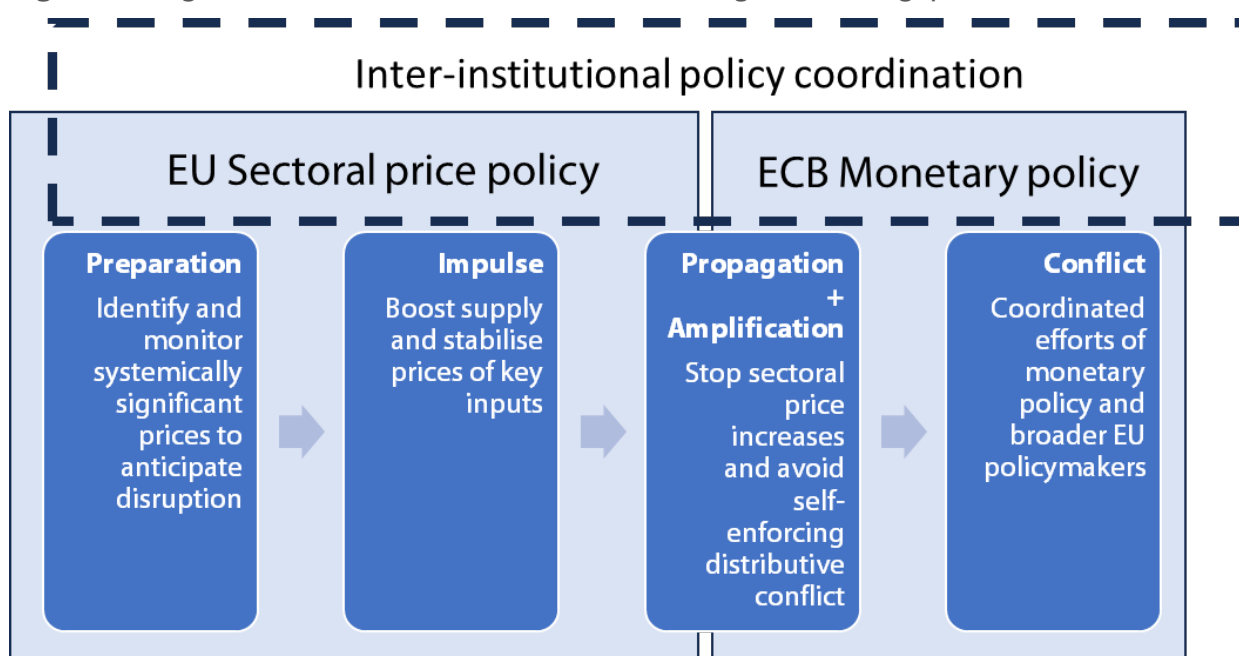 Inter-institutional policy coordination
EU Sectoral price policy
ECB Monetary policy
Preparation
Identify and
monitor
systemically
significant
prices to
anticipate
disruption
Impulse
Boost supply
and stabilise
prices of key
inputs
Propagation
+
Amplification
Stop sectoral
price
increases
and avoid
self-
enforcing
distributive
conflict
Conflict
Coordinated
efforts of
monetary
policy and
broader EU
policymakers